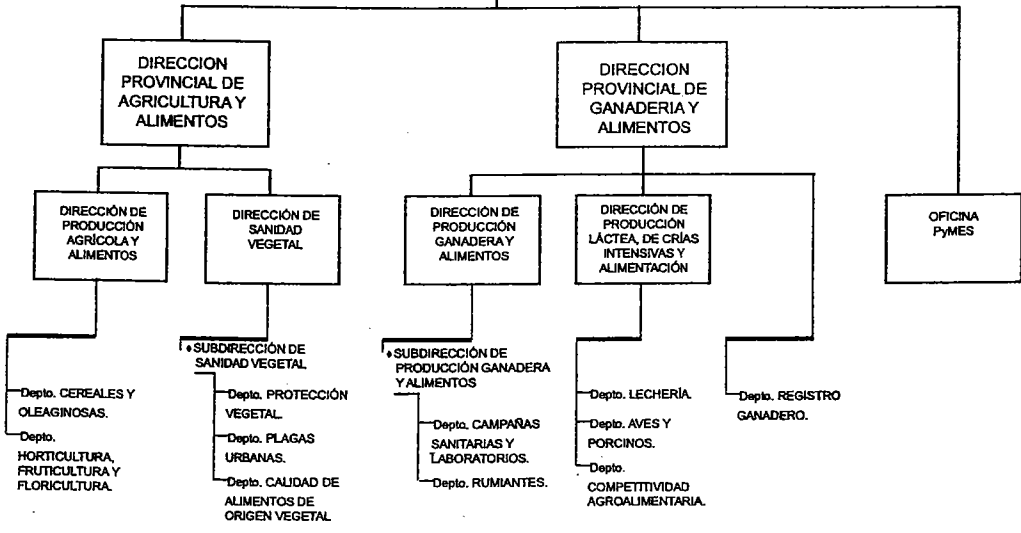 DIRECCION
PROVINCIAL DE
AGRICULTURA Y
ALIMENTOS
DIRECCION
PROVINCIAL DE
GANADERIA Y
ALIMENTOS
DIRECCIÓN DE
PRODUCCIÓN
AGRÍCOLA Y
ALIMENTOS
DIRECCIÓN DE
SANIDAD
VEGETAL
DIRECCIÓN DE
PRODUCCIÓN
GANADERA Y
ALIMENTOS
DIRECCIÓN DE
PRODUCCIÓN
LÁCTEA, DE CRÍAS
INTENSIVAS Y
ALIMENTACIÓN
OFICINA
PyMES
Depto. CEREALES Y
OLEAGINOSAS.
Depto.
HORTICULTURA,
FRUTICULTURA Y
FLORICULTURA.
♦SUBDIRECCIÓN DE
SANIDAD VEGETAL
Depto. PROTECCIÓN
VEGETAL.
Depto. PLAGAS
URBANAS.
Depto. CALIDAD DE
ALIMENTOS DE
ORIGEN VEGETAL
♦SUBDIRECCIÓN DE
PRODUCCIÓN GANADERA
Y ALIMENTOS
Depto. CAMPAÑAS
SANITARIAS Y
LABORATORIOS.
Depto. RUMIANTES.
Depto. LECHERÍA.
Depto. AVES Y
PORCINOS.
Depto.
COMPETITIVIDAD
AGROALIMENTARIA.
Depto. REGISTRO
GANADERO.